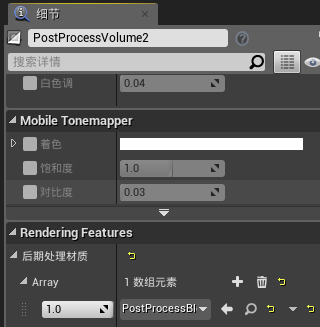 细节
PostProcessVolume2
搜索详情
白色调 0.04
Mobile Tonemapper
着色
饱和度 1.0
对比度 0.03
Rendering Features
后期处理材质
Array 1 数组元素
1.0 PostProcessBl